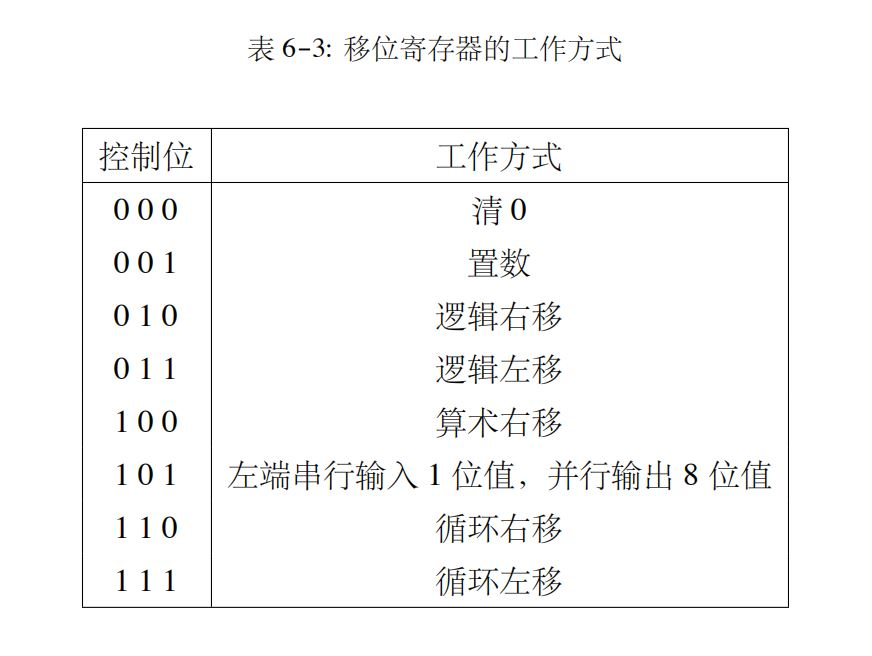 表 6-3: 移位寄存器的工作方式
控制位 工作方式
0 0 0 清 0
0 0 1 置数
0 1 0 逻辑右移
0 1 1 逻辑左移
1 0 0 算术右移
1 0 1 左端串行输入 1 位值，并行输出 8 位值
1 1 0 循环右移
1 1 1 循环左移